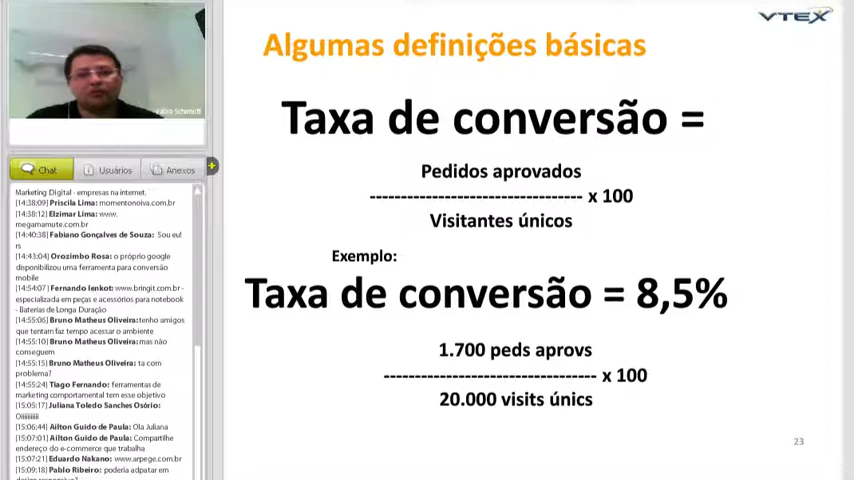 VTEX
Algumas definições básicas
Taxa de conversão =
Pedidos aprovados
---------------------------------- x 100
Visitantes únicos
Exemplo:
Taxa de conversão = 8,5%
1.700 peds aprovs
---------------------------------- x 100
20.000 visits únics
23
Fábio Schmidt
Chat
Usuários
Anexos
Marketing Digital - empresas na internet.
[14:38:09] Priscila Lima: momentonoiva.com.br
[14:38:12] Elzimar Lima: www.
megamamute.com.br
[14:40:38] Fabiano Gonçalves de Souza: Sou eu!
rs
[14:43:04] Orozimbo Rosa: o próprio google
disponibilizou uma ferramenta para conversão
mobile
[14:54:07] Fernando Ienkot: www.bringit.com.br -
especializada em peças e acessórios para notebook
- Baterias de Longa Duração
[14:55:06] Bruno Matheus Oliveira:tenho amigos
que tentam faz tempo acessar o ambiente
[14:55:10] Bruno Matheus Oliveira:mas não
conseguem
[14:55:15] Bruno Matheus Oliveira: ta com
problema?
[14:55:24] Tiago Fernando: ferramentas de
marketing comportamental tem esse objetivo
[15:05:17] Juliana Toledo Sanches Osório:
[15:06:44] Ailton Guido de Paula: Ola Juliana
[15:07:01] Ailton Guido de Paula: Compartilhe
endereço do e-commerce que trabalha
[15:07:21] Eduardo Nakano: www.arpege.com.br
[15:09:18] Pablo Ribeiro: poderia adpatar em